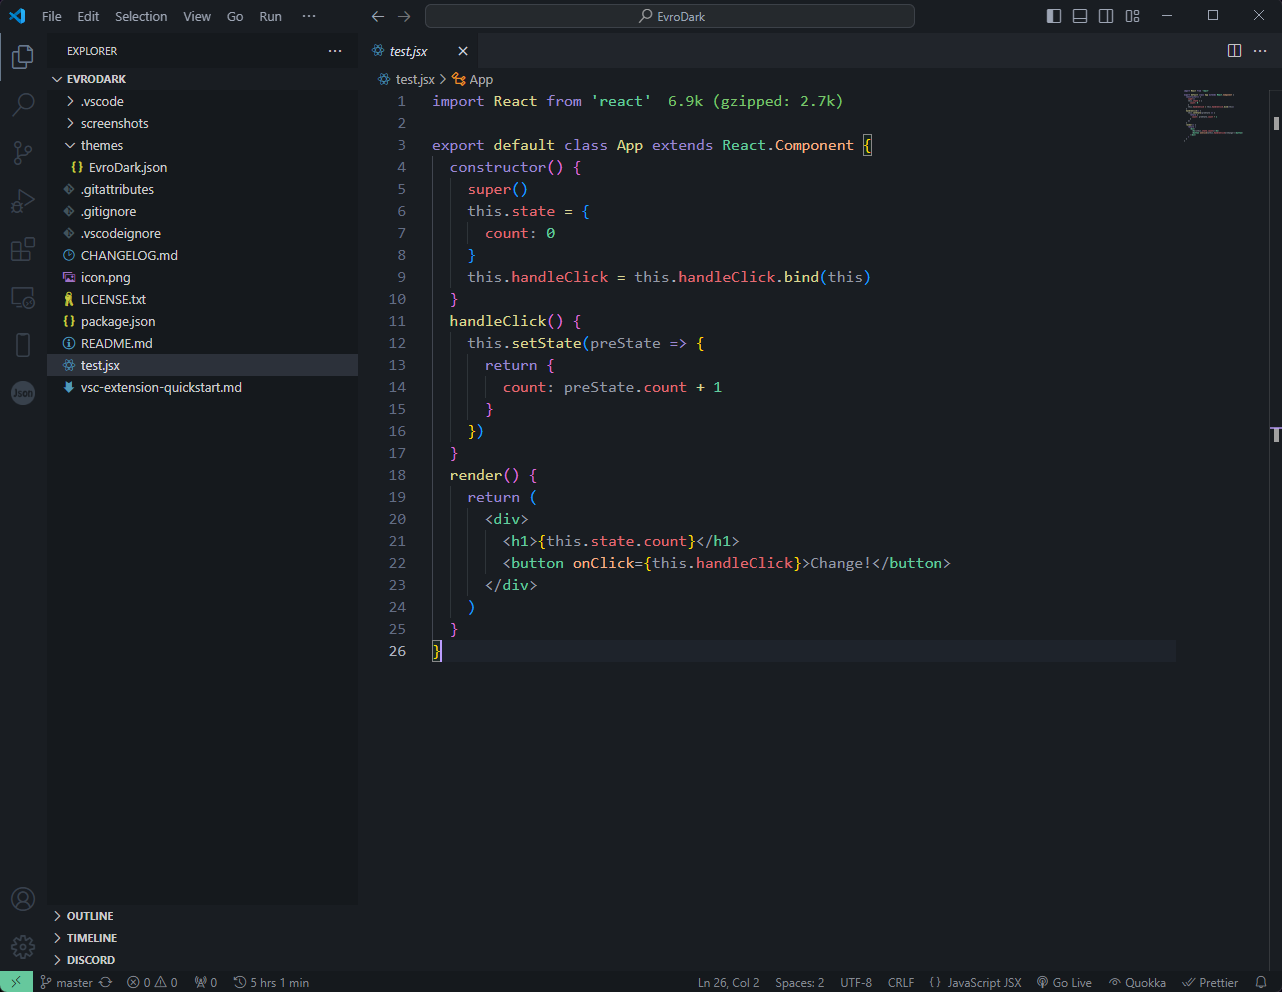 File Edit Selection View Go Run ···
EvroDark
EXPLORER
test.jsx
EVRODARK
.vscode
screenshots
themes
{} EvroDark.json
.gitattributes
.gitignore
.vscodeignore
CHANGELOG.md
icon.png
LICENSE.txt
{} package.json
README.md
test.jsx
vsc-extension-quickstart.md
Json
OUTLINE
TIMELINE
DISCORD
test.jsx > App
1 import React from 'react' 6.9k (gzipped: 2.7k)
2
3 export default class App extends React.Component {
4 constructor() {
5 super()
6 this.state = {
7 count: 0
8 }
9 this.handleClick = this.handleClick.bind(this)
10 }
11 handleClick() {
12 this.setState(preState => {
13 return {
14 count: preState.count + 1
15 }
16 })
17 }
18 render() {
19 return (
20 <div>
21 <h1>{this.state.count}</h1>
22 <button onClick={this.handleClick}>Change!</button>
23 </div>
24 )
25 }
26 }
master 0 0 0 5 hrs 1 min Ln 26, Col 2 Spaces: 2 UTF-8 CRLF {} JavaScript JSX Go Live Quokka Prettier